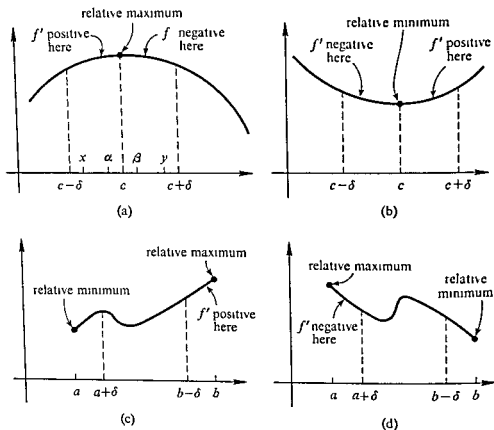 relative maximum
f′ positive here
f negative here
x α β y
c−δ c c+δ
(a)
relative minimum
f′ negative here
f′ positive here
c−δ c c+δ
(b)
relative maximum
relative minimum
f′ positive here
a a+δ b−δ b
(c)
relative maximum
relative minimum
f′ negative here
a a+δ b−δ b
(d)